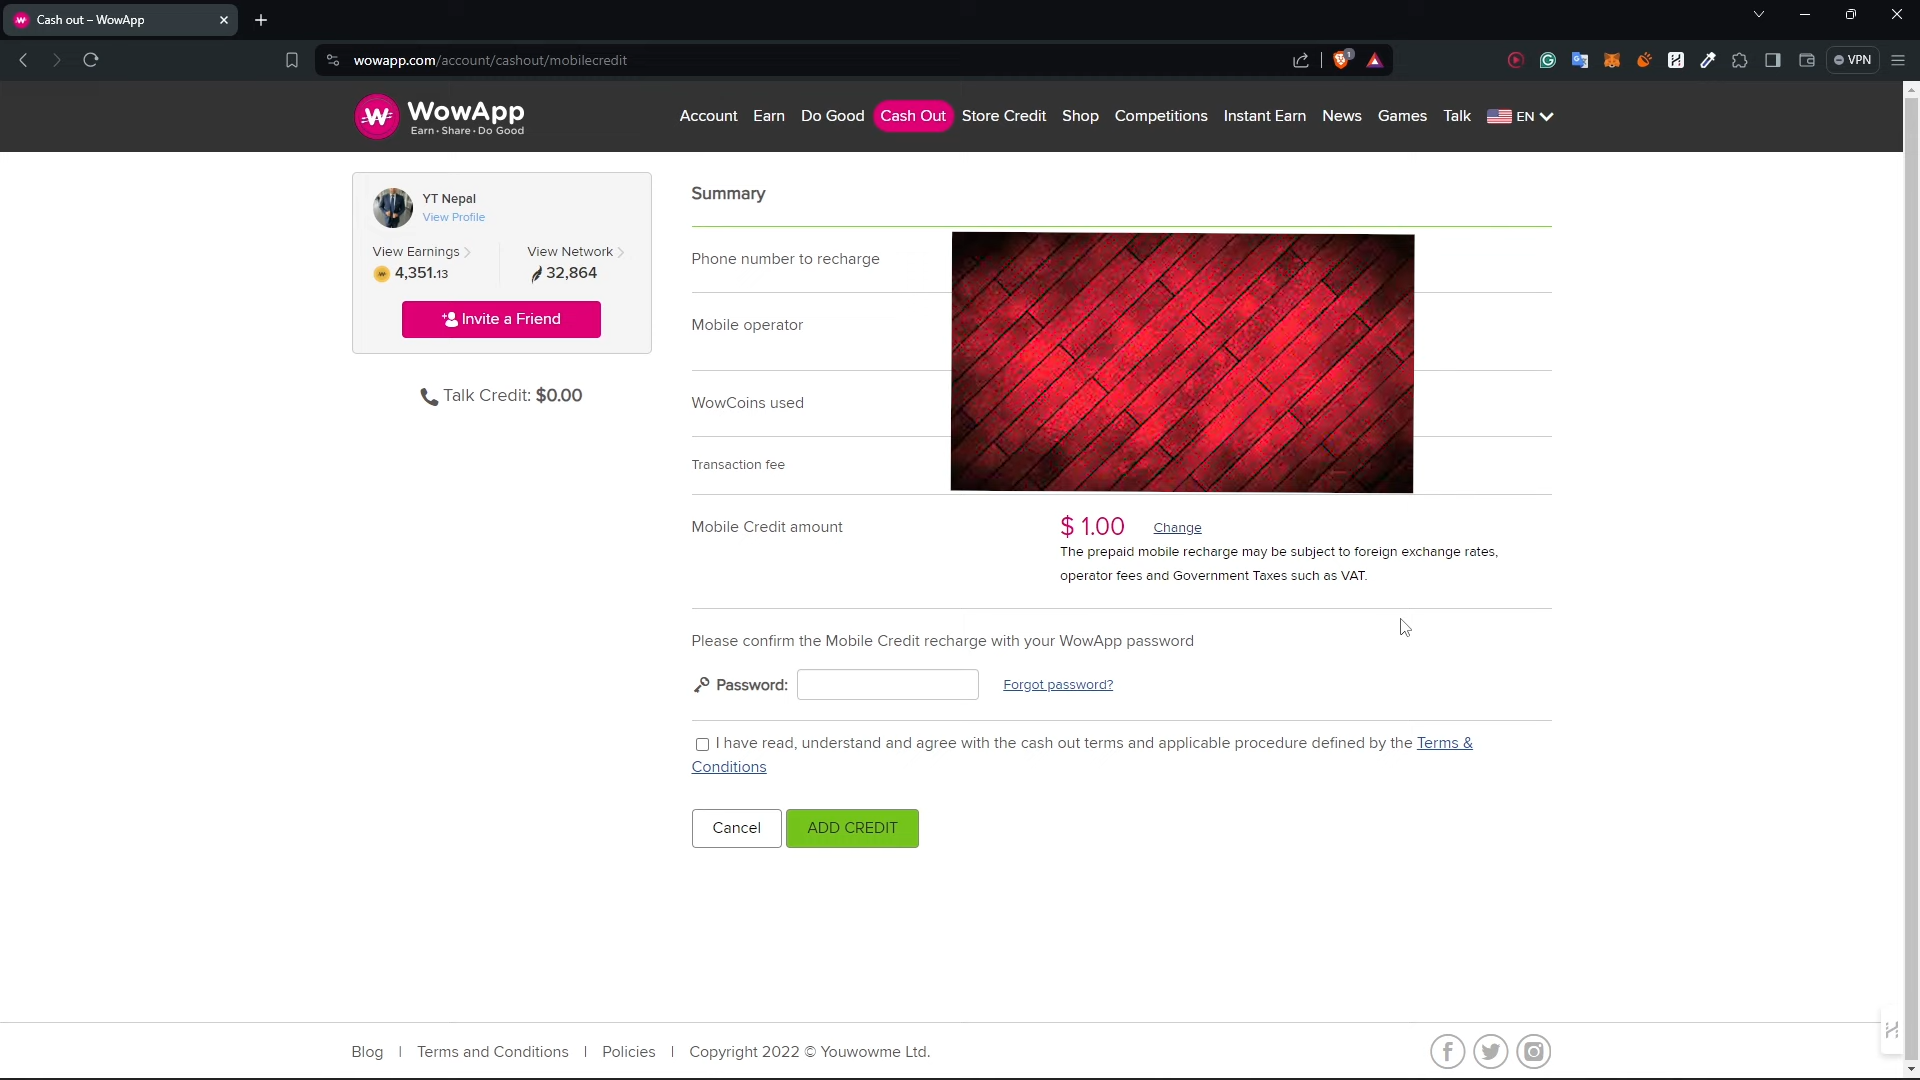 Cash out – WowApp
wowapp.com/account/cashout/mobilecredit
1
VPN
WowApp
Earn · Share · Do Good
Account
Earn
Do Good
Cash Out
Store Credit
Shop
Competitions
Instant Earn
News
Games
Talk
EN
YT Nepal
View Profile
View Earnings
4,351.13
View Network
32,864
Invite a Friend
Talk Credit: $0.00
Summary
Phone number to recharge
Mobile operator
WowCoins used
Transaction fee
Mobile Credit amount
$ 1.00 Change
The prepaid mobile recharge may be subject to foreign exchange rates,
operator fees and Government Taxes such as VAT.
Please confirm the Mobile Credit recharge with your WowApp password
Password:
Forgot password?
I have read, understand and agree with the cash out terms and applicable procedure defined by the Terms &
Conditions
Cancel
ADD CREDIT
Blog | Terms and Conditions | Policies | Copyright 2022 © Youwowme Ltd.